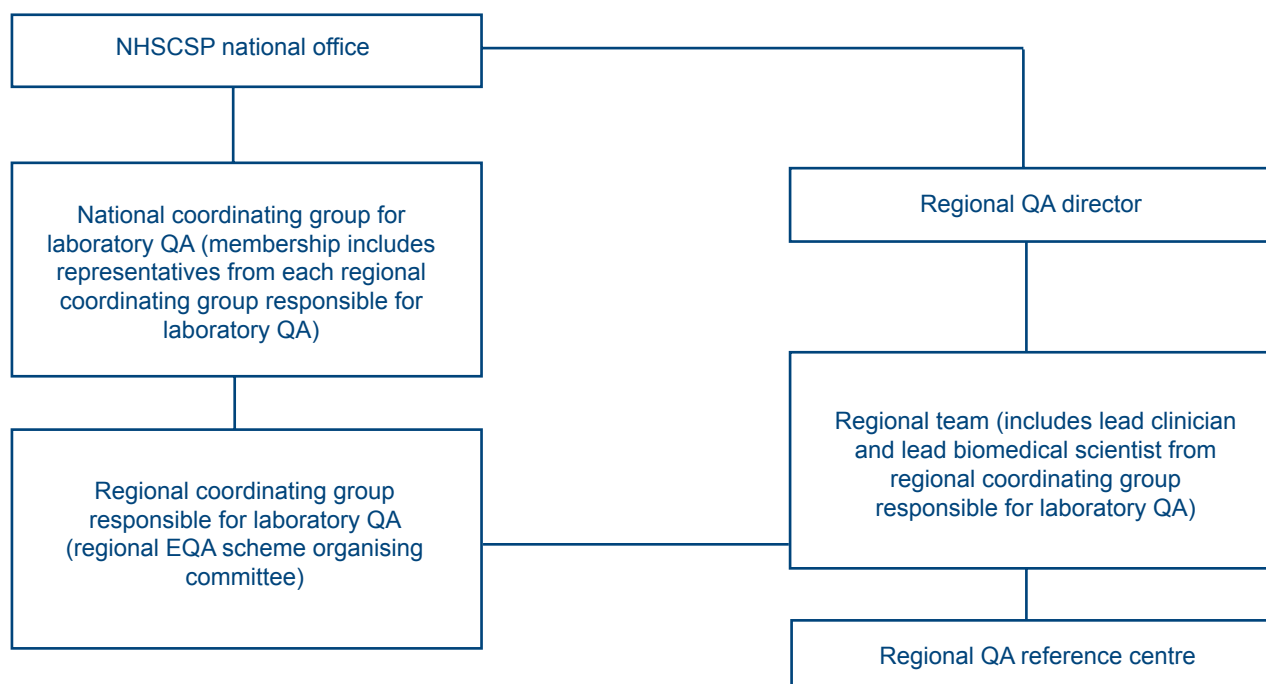 NHSCSP national office
National coordinating group for
laboratory QA (membership includes
representatives from each regional
coordinating group responsible for
laboratory QA)
Regional coordinating group
responsible for laboratory QA
(regional EQA scheme organising
committee)
Regional QA director
Regional team (includes lead clinician
and lead biomedical scientist from
regional coordinating group
responsible for laboratory QA)
Regional QA reference centre